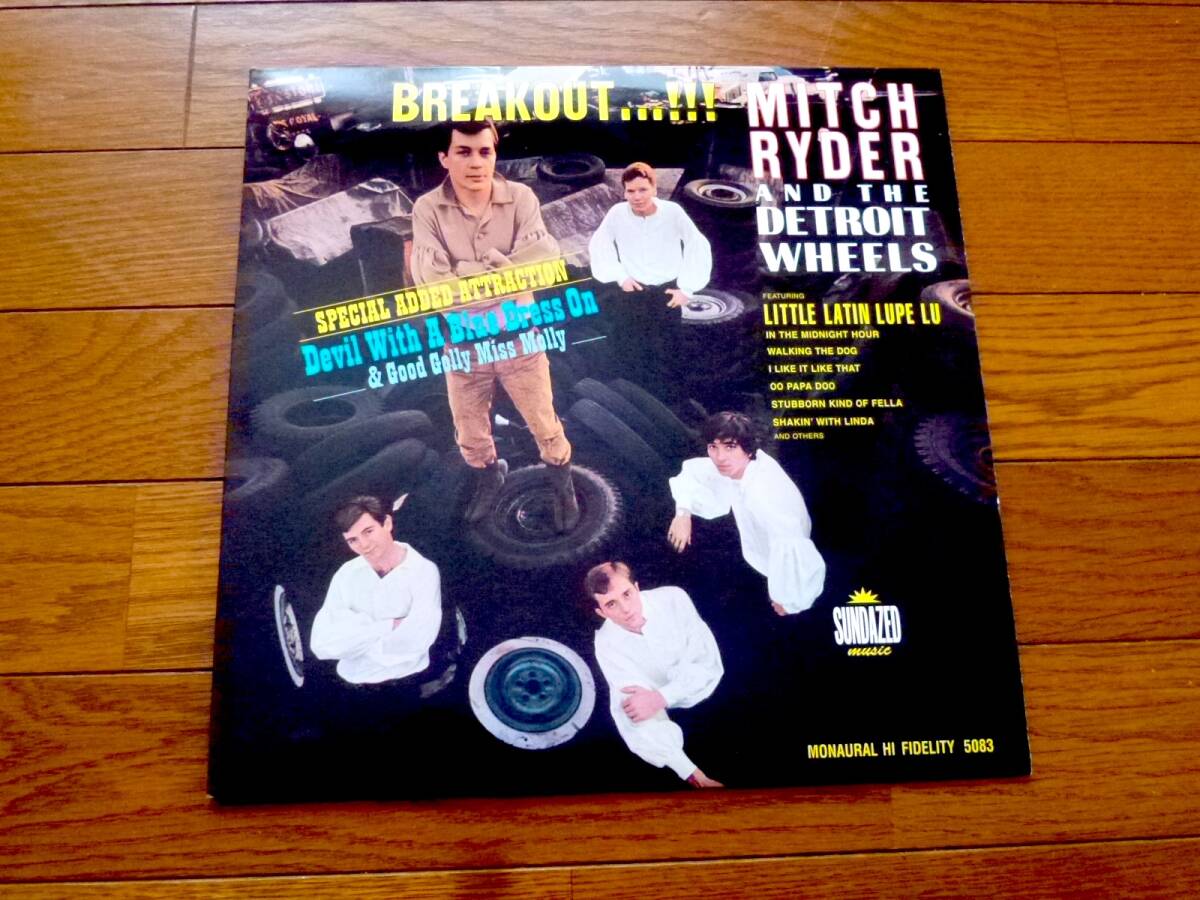 BREAKOUT...!!!
MITCH
RYDER
AND THE
DETROIT
WHEELS
SPECIAL ADDED ATTRACTION
Devil With A Blue Dress On
& Good Golly Miss Molly
FEATURING
LITTLE LATIN LUPE LU
IN THE MIDNIGHT HOUR
WALKING THE DOG
I LIKE IT LIKE THAT
OO PAPA DOO
STUBBORN KIND OF FELLA
SHAKIN' WITH LINDA
AND OTHERS
SUNDAZED
music
MONAURAL HI FIDELITY 5083